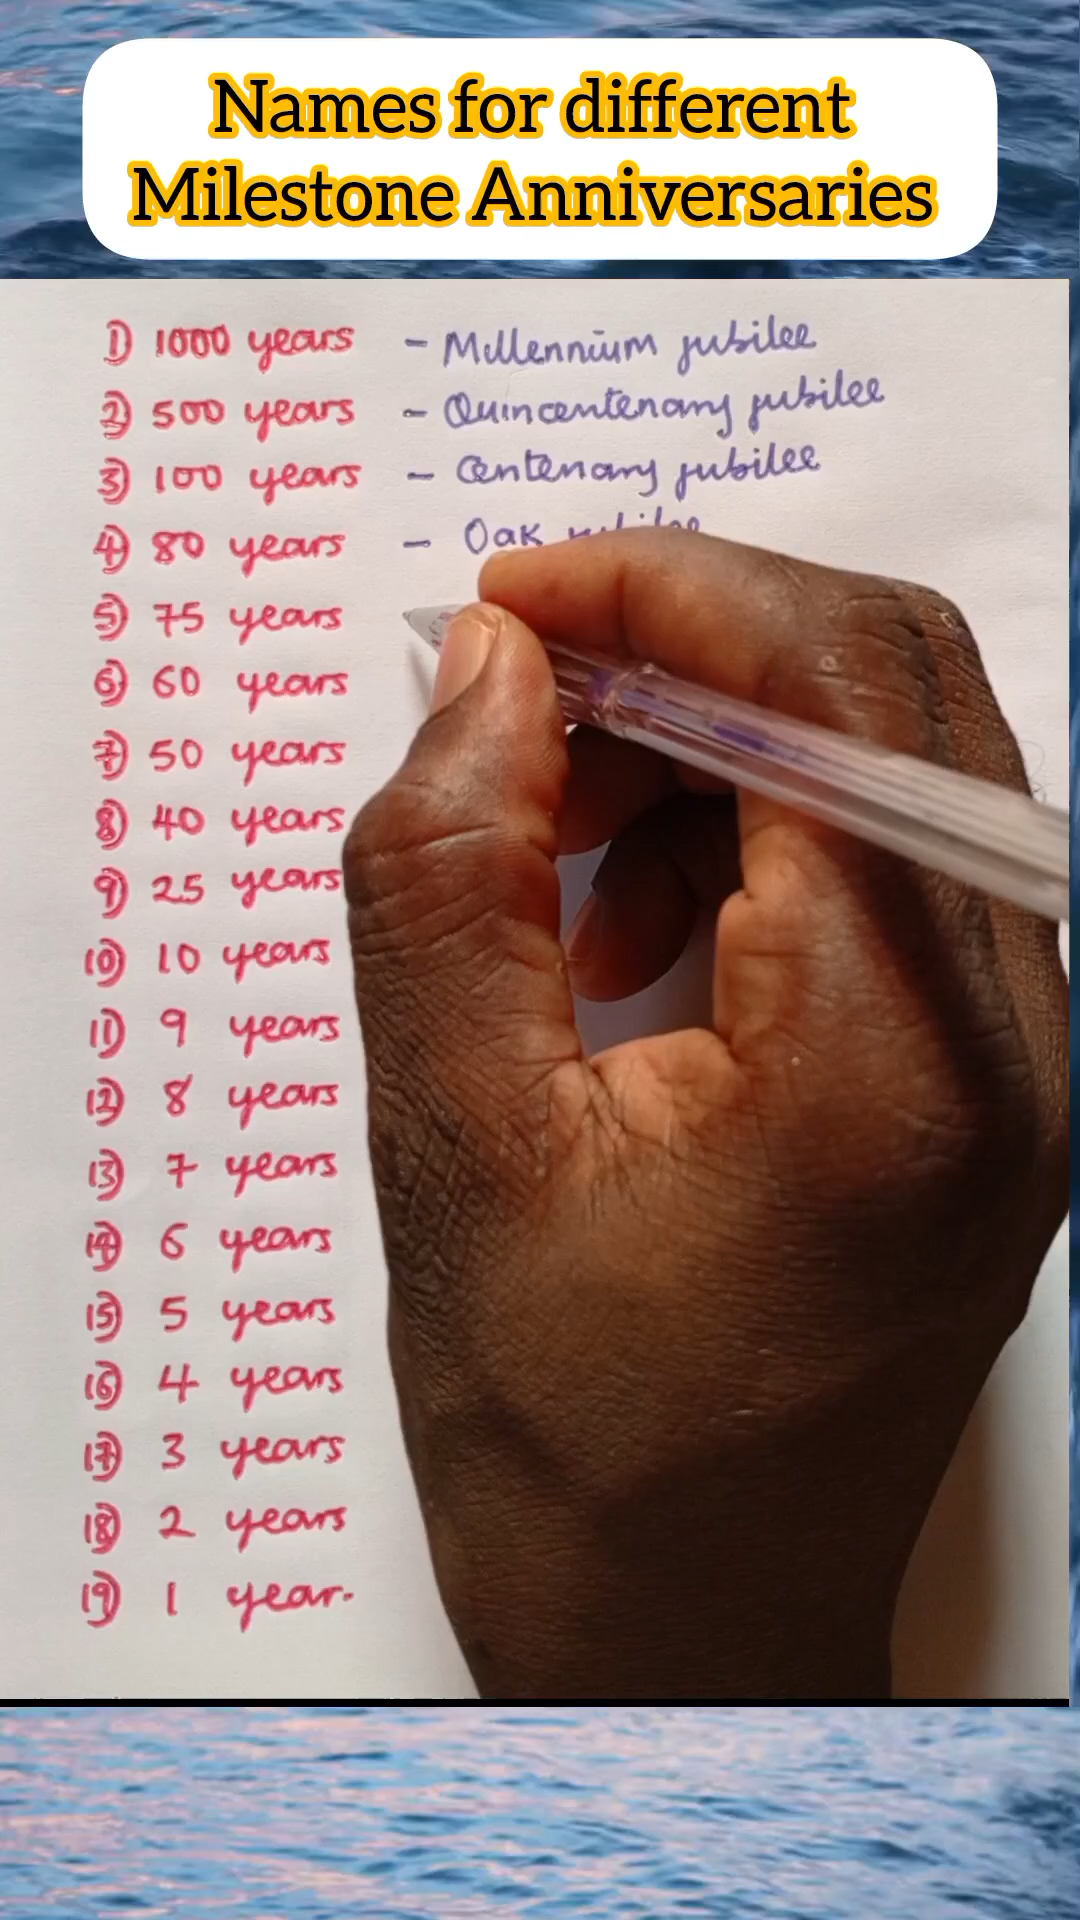 Names for different
Milestone Anniversaries
1) 1000 years - Millennium jubilee
2) 500 years - Quincentenary jubilee
3) 100 years - Centenary jubilee
4) 80 years - Oak jubilee
5) 75 years
6) 60 years
7) 50 years
8) 40 years
9) 25 years
10) 10 years
11) 9 years
12) 8 years
13) 7 years
14) 6 years
15) 5 years
16) 4 years
17) 3 years
18) 2 years
19) 1 year.